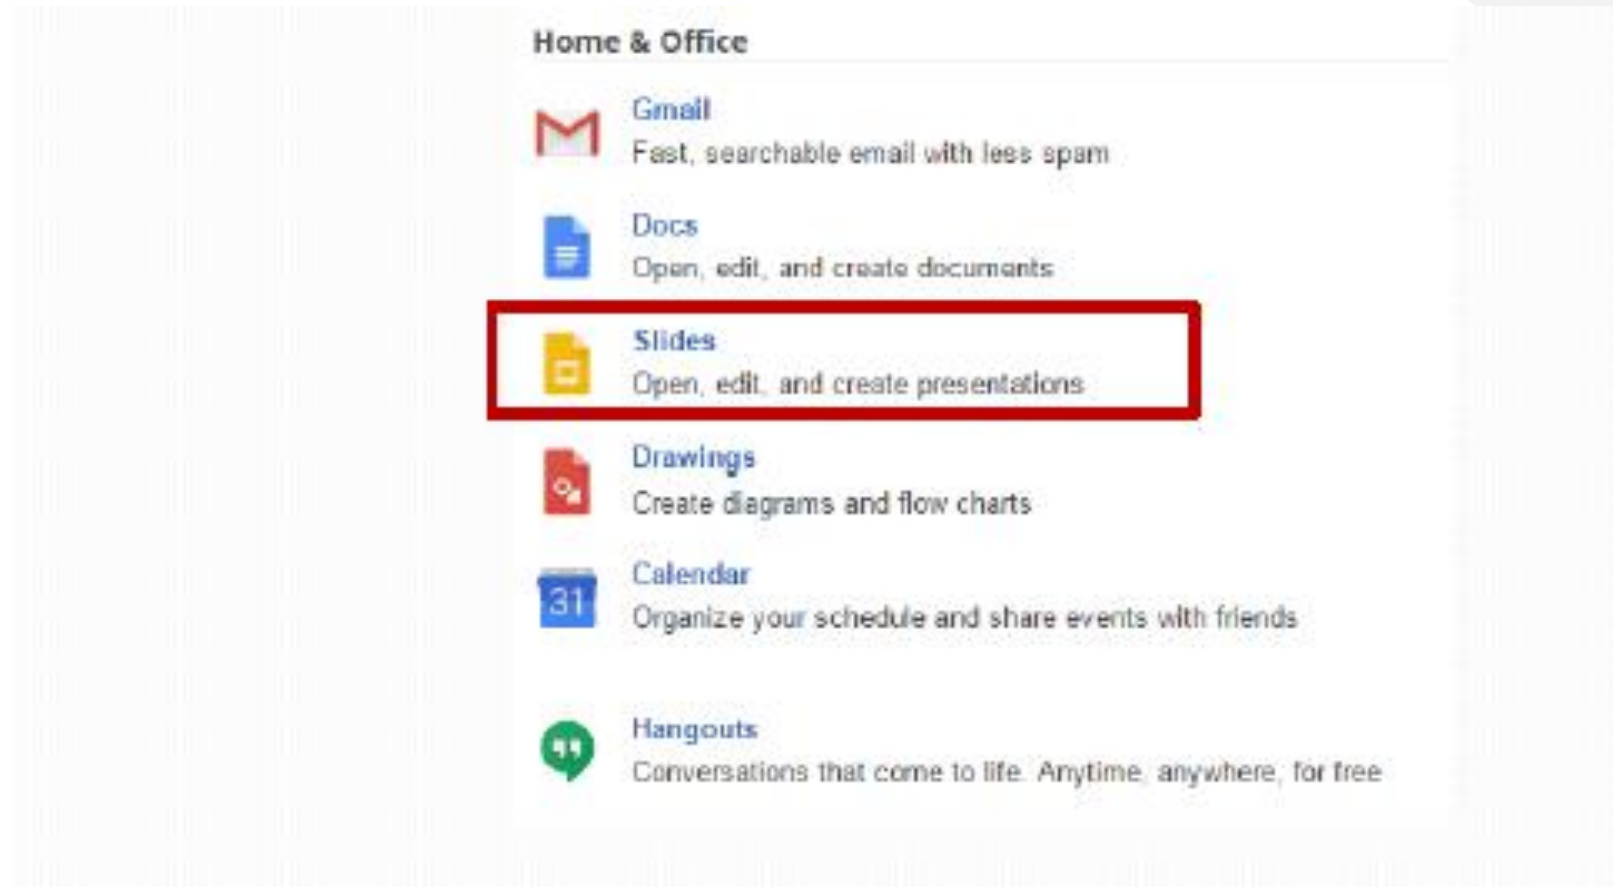 Home & Office
Gmail
Fast, searchable email with less spam
Docs
Open, edit, and create documents
Slides
Open, edit, and create presentations
Drawings
Create diagrams and flow charts
31
Calendar
Organize your schedule and share events with friends
Hangouts
Conversations that come to life. Anytime, anywhere, for free